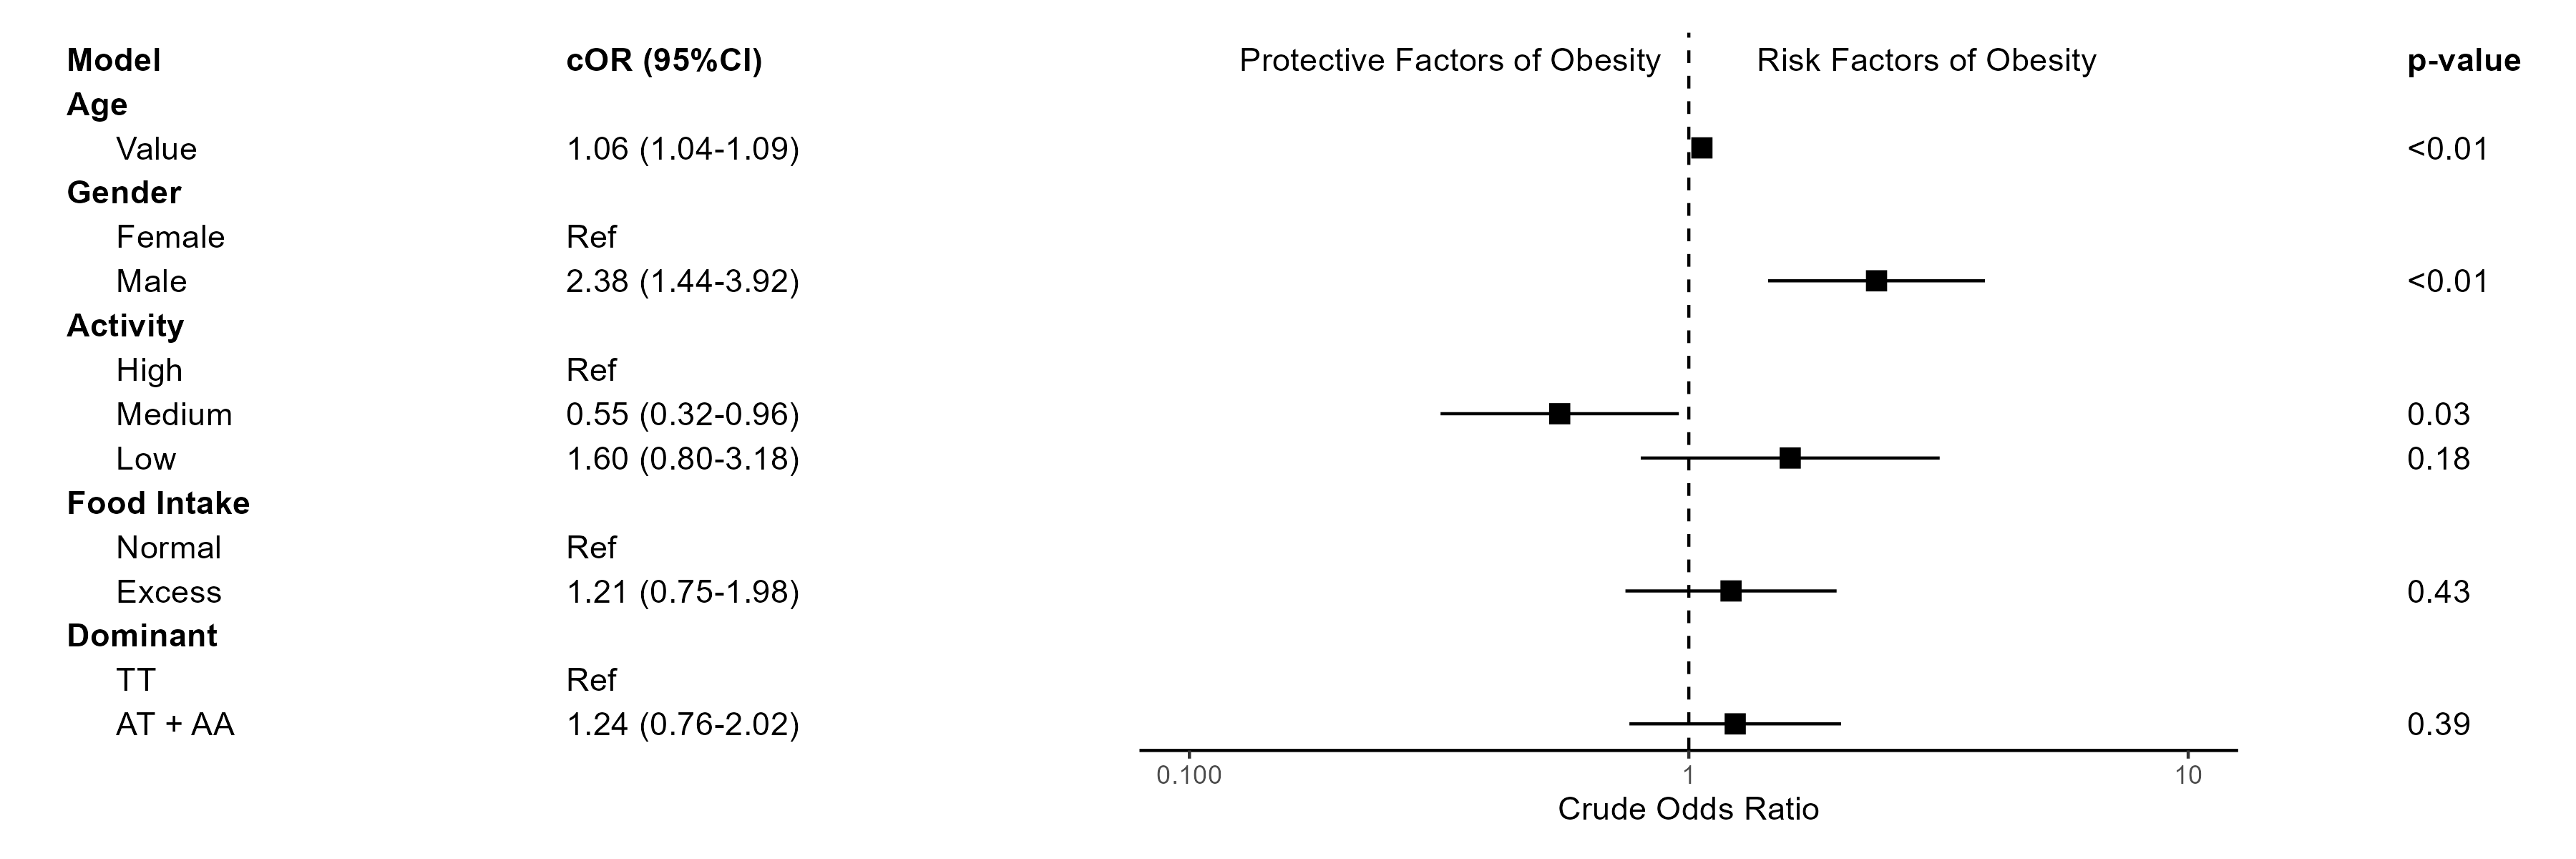 Model cOR (95%CI) Protective Factors of Obesity Risk Factors of Obesity p-value
Age
Value 1.06 (1.04-1.09) <0.01
Gender
Female Ref
Male 2.38 (1.44-3.92) <0.01
Activity
High Ref
Medium 0.55 (0.32-0.96) 0.03
Low 1.60 (0.80-3.18) 0.18
Food Intake
Normal Ref
Excess 1.21 (0.75-1.98) 0.43
Dominant
TT Ref
AT + AA 1.24 (0.76-2.02) 0.39
0.100 1 10
Crude Odds Ratio